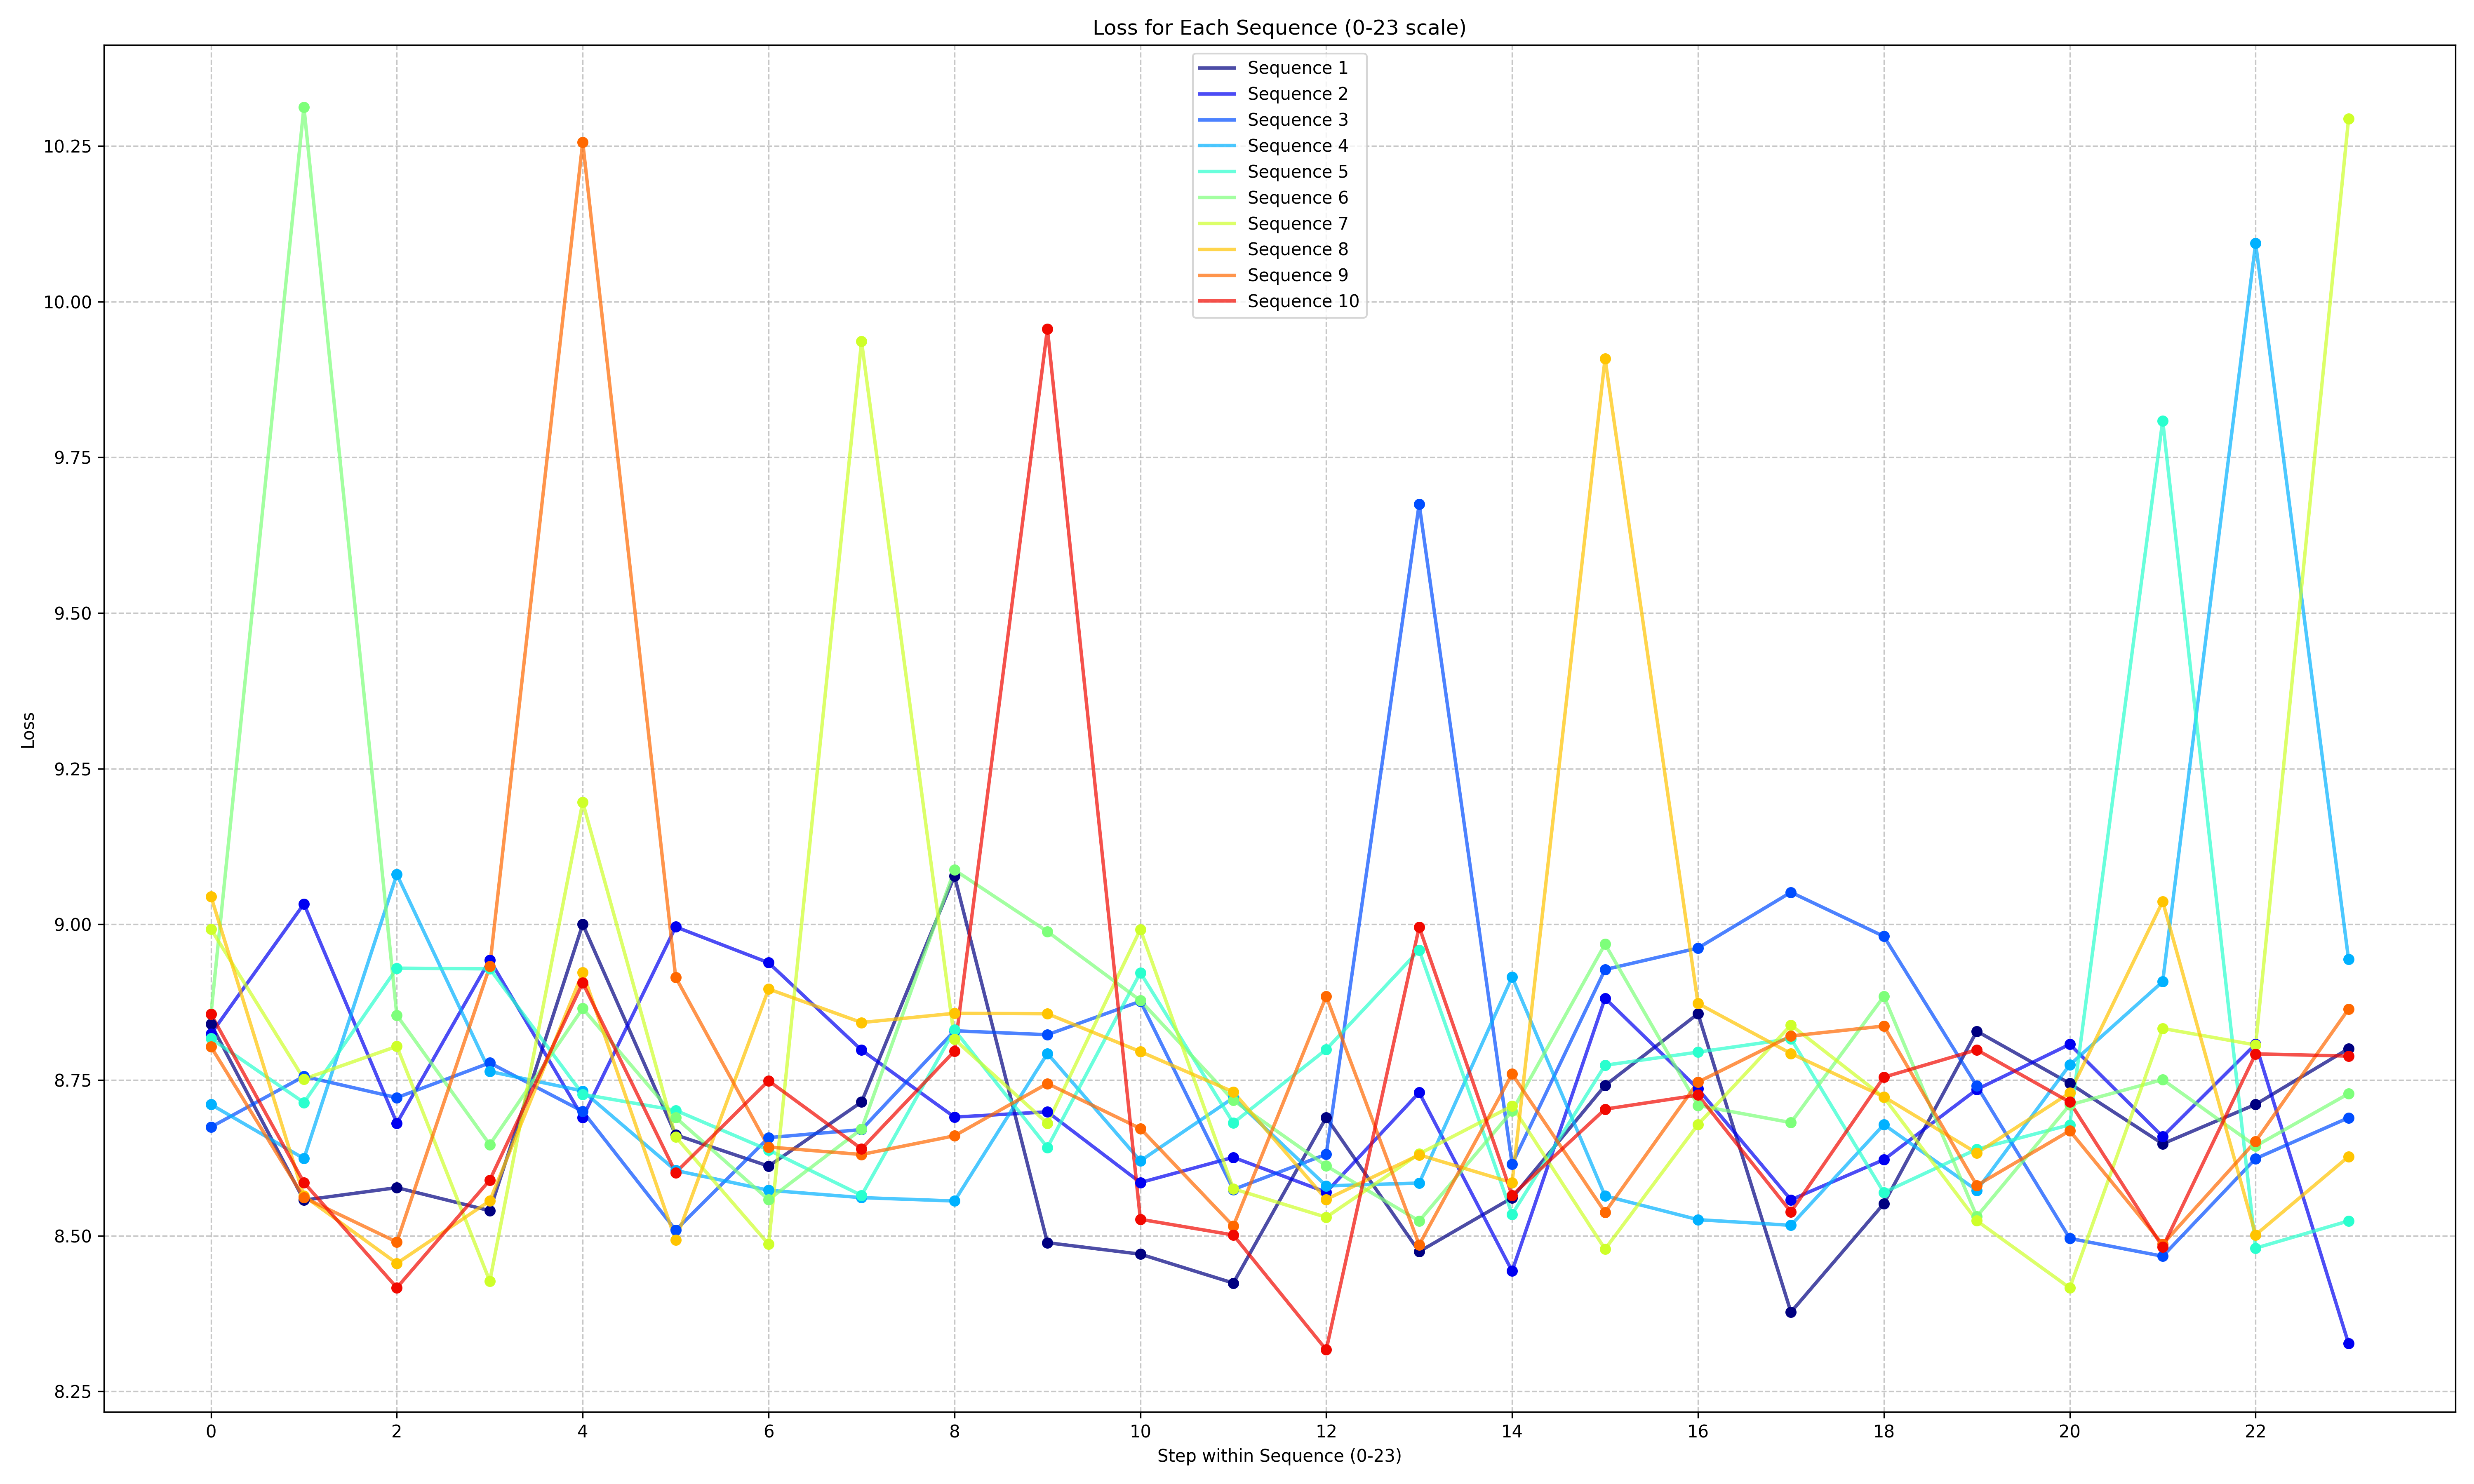 Loss for Each Sequence (0-23 scale)
Sequence 1
Sequence 2
Sequence 3
Sequence 4
Sequence 5
Sequence 6
Sequence 7
Sequence 8
Sequence 9
Sequence 10
10.25
10.00
9.75
9.50
9.25
9.00
8.75
8.50
8.25
Loss
0 2 4 6 8 10 12 14 16 18 20 22
Step within Sequence (0-23)